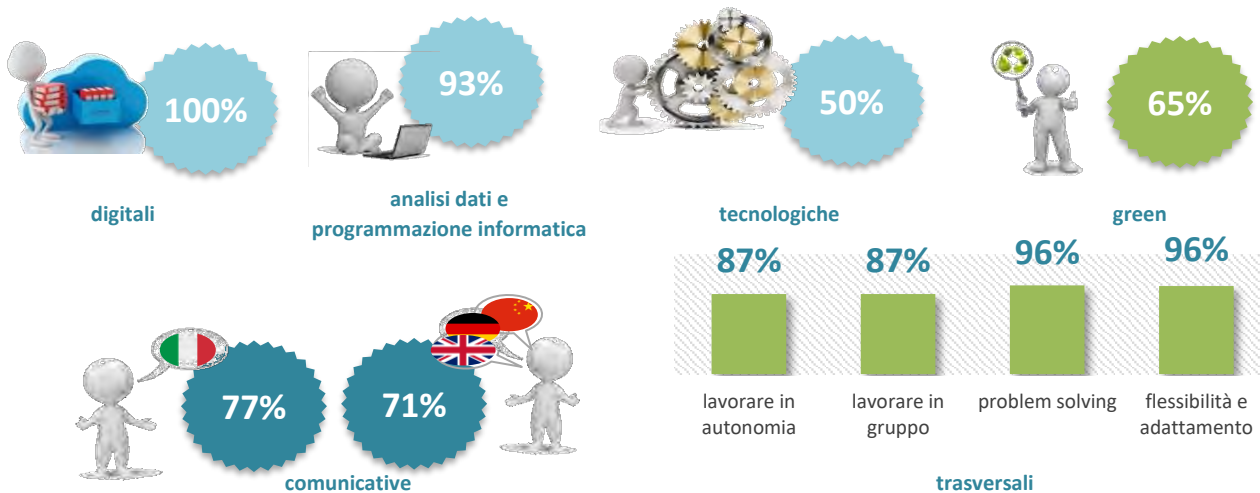 100%
93%
50%
65%
digitali
analisi dati e
programmazione informatica
tecnologiche
green
87%
87%
96%
96%
77%
71%
lavorare in
autonomia
lavorare in
gruppo
problem solving
flessibilità e
adattamento
comunicative
trasversali